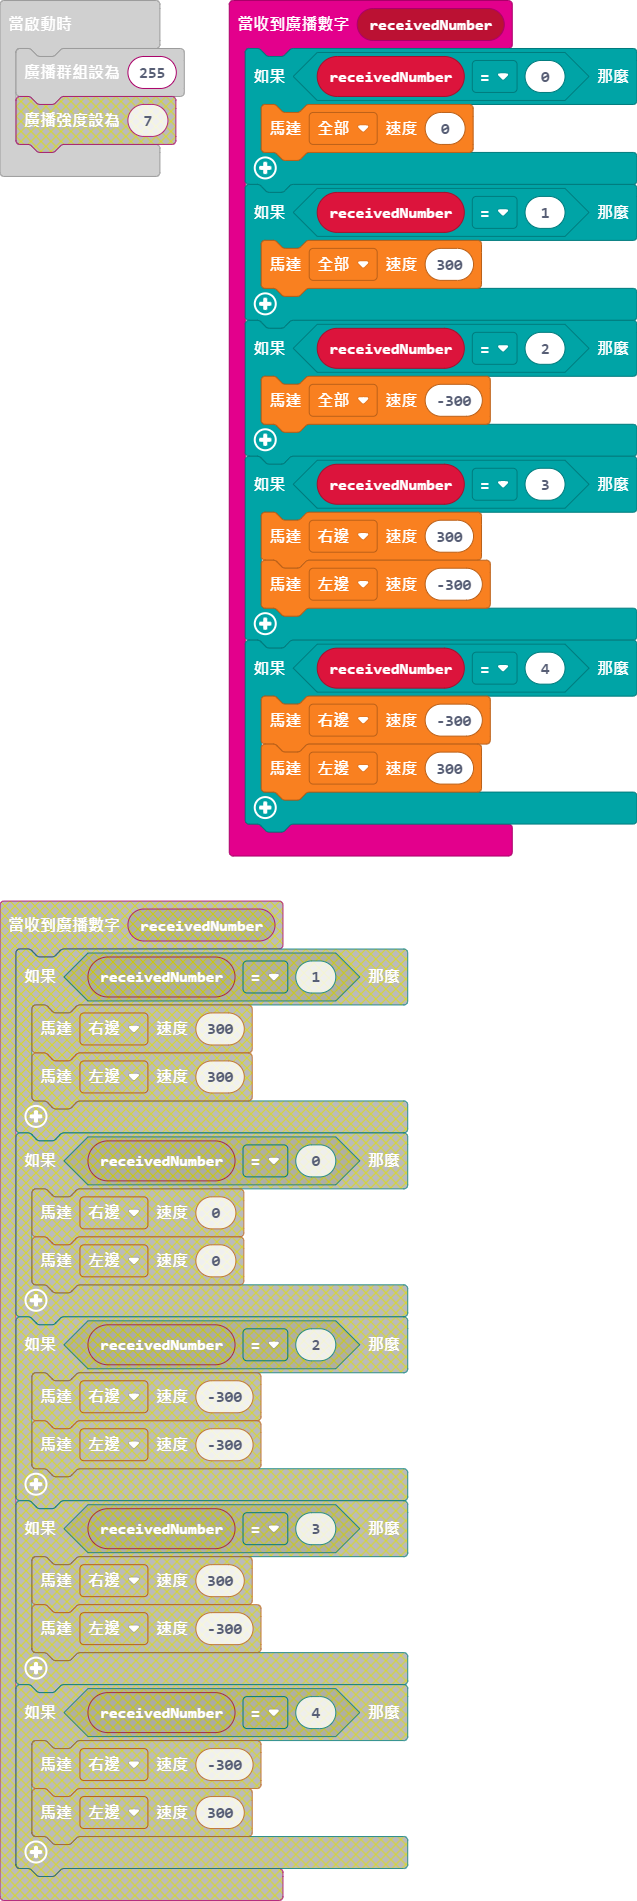 當啟動時
廣播群組設為 255
廣播強度設為 7
當收到廣播數字 receivedNumber
如果 receivedNumber = 0 那麼
馬達 全部 速度 0
如果 receivedNumber = 1 那麼
馬達 全部 速度 300
如果 receivedNumber = 2 那麼
馬達 全部 速度 -300
如果 receivedNumber = 3 那麼
馬達 右邊 速度 300
馬達 左邊 速度 -300
如果 receivedNumber = 4 那麼
馬達 右邊 速度 -300
馬達 左邊 速度 300
當收到廣播數字 receivedNumber
如果 receivedNumber = 1 那麼
馬達 右邊 速度 300
馬達 左邊 速度 300
如果 receivedNumber = 0 那麼
馬達 右邊 速度 0
馬達 左邊 速度 0
如果 receivedNumber = 2 那麼
馬達 右邊 速度 -300
馬達 左邊 速度 -300
如果 receivedNumber = 3 那麼
馬達 右邊 速度 300
馬達 左邊 速度 -300
如果 receivedNumber = 4 那麼
馬達 右邊 速度 -300
馬達 左邊 速度 300